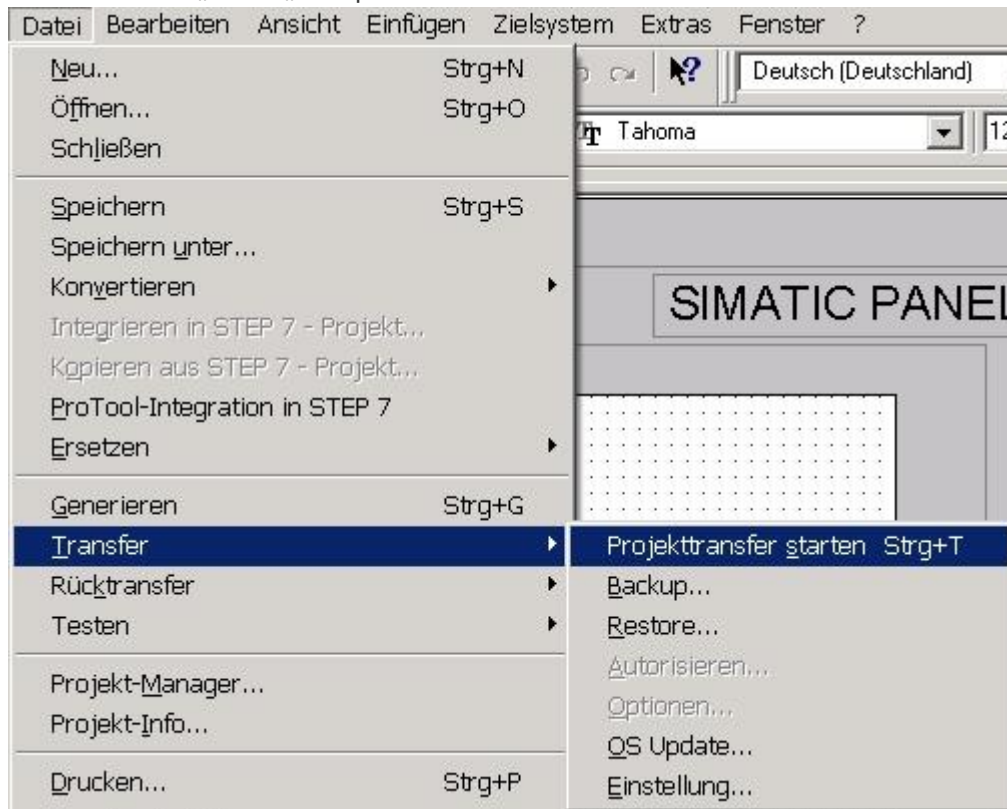 Datei Bearbeiten Ansicht Einfügen Zielsystem Extras Fenster ?
Neu... Strg+N
Deutsch (Deutschland)
Öffnen... Strg+O
Tahoma 12
Schließen
Speichern Strg+S
Speichern unter...
Konvertieren
SIMATIC PANEL
Integrieren in STEP 7 - Projekt...
Kopieren aus STEP 7 - Projekt...
ProTool-Integration in STEP 7
Ersetzen
Generieren Strg+G
Transfer
Projekttransfer starten Strg+T
Rücktransfer
Backup...
Testen
Restore...
Autorisieren...
Projekt-Manager...
Optionen...
Projekt-Info...
OS Update...
Drucken... Strg+P
Einstellung...